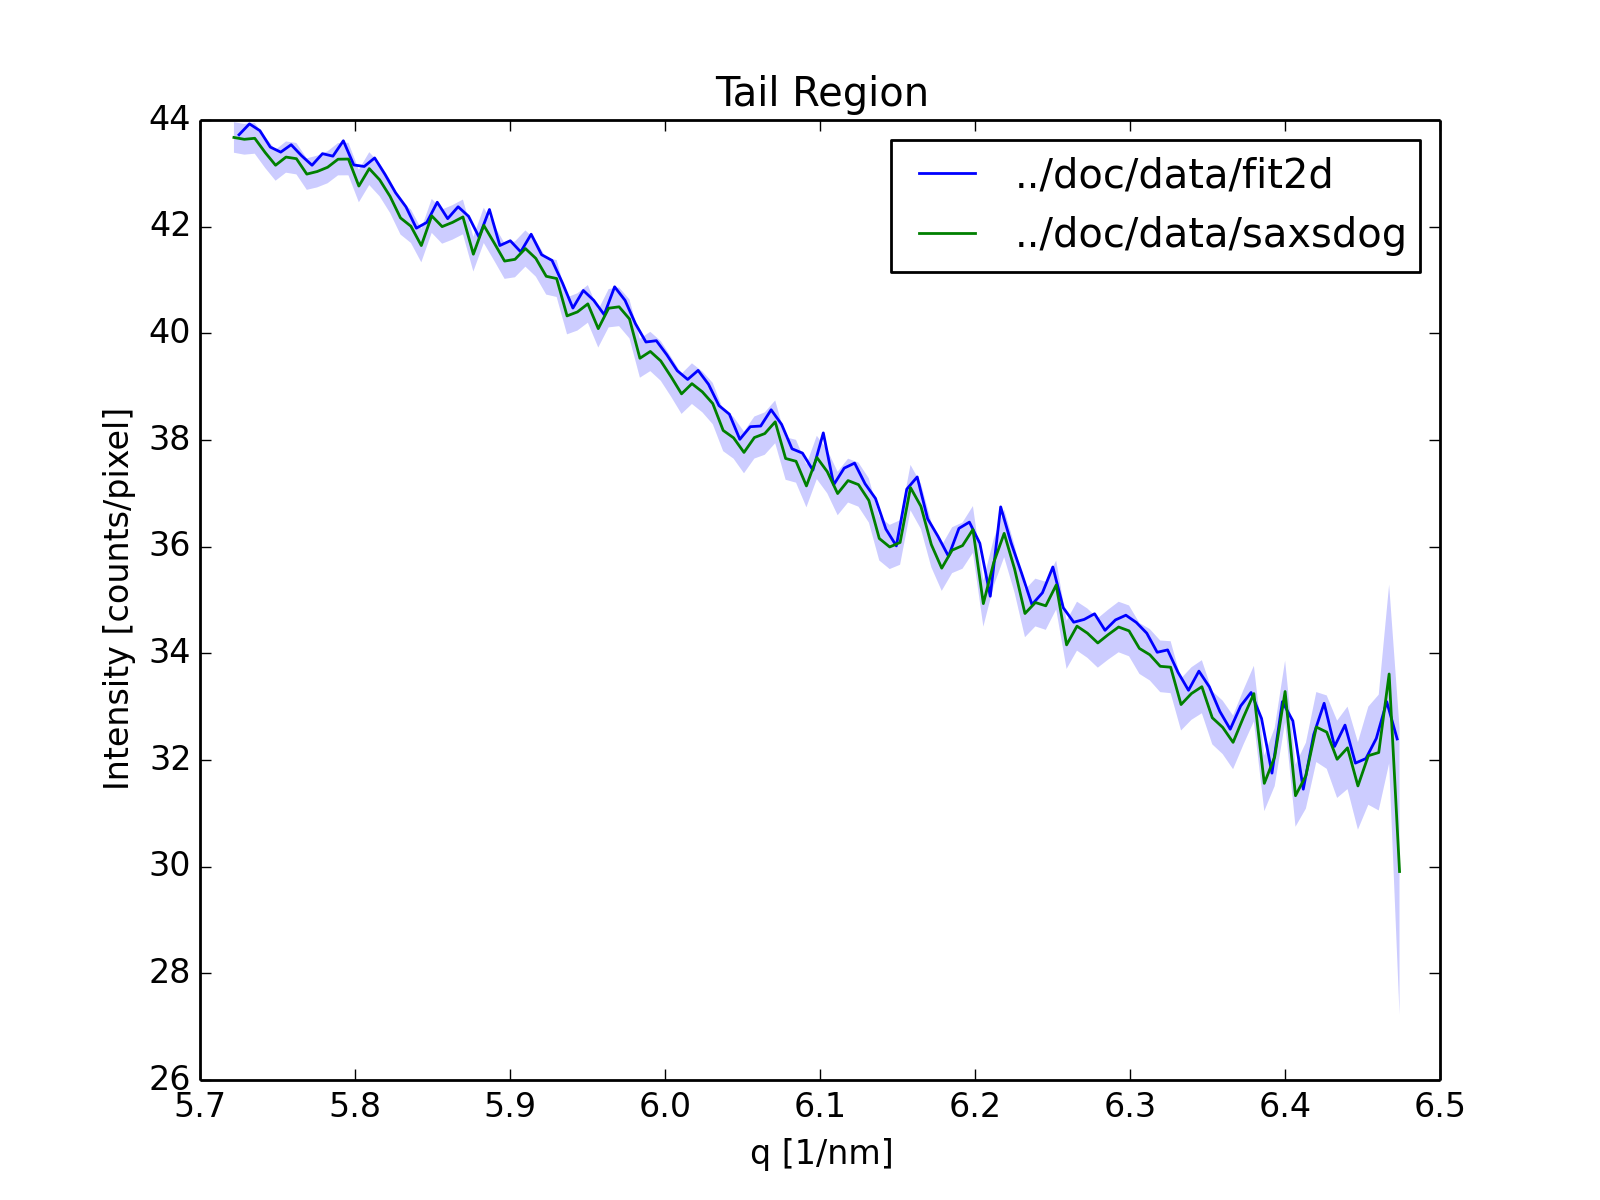 Tail Region
../doc/data/fit2d
../doc/data/saxsdog
Intensity [counts/pixel]
44
42
40
38
36
34
32
30
28
26
5.7 5.8 5.9 6.0 6.1 6.2 6.3 6.4 6.5
q [1/nm]